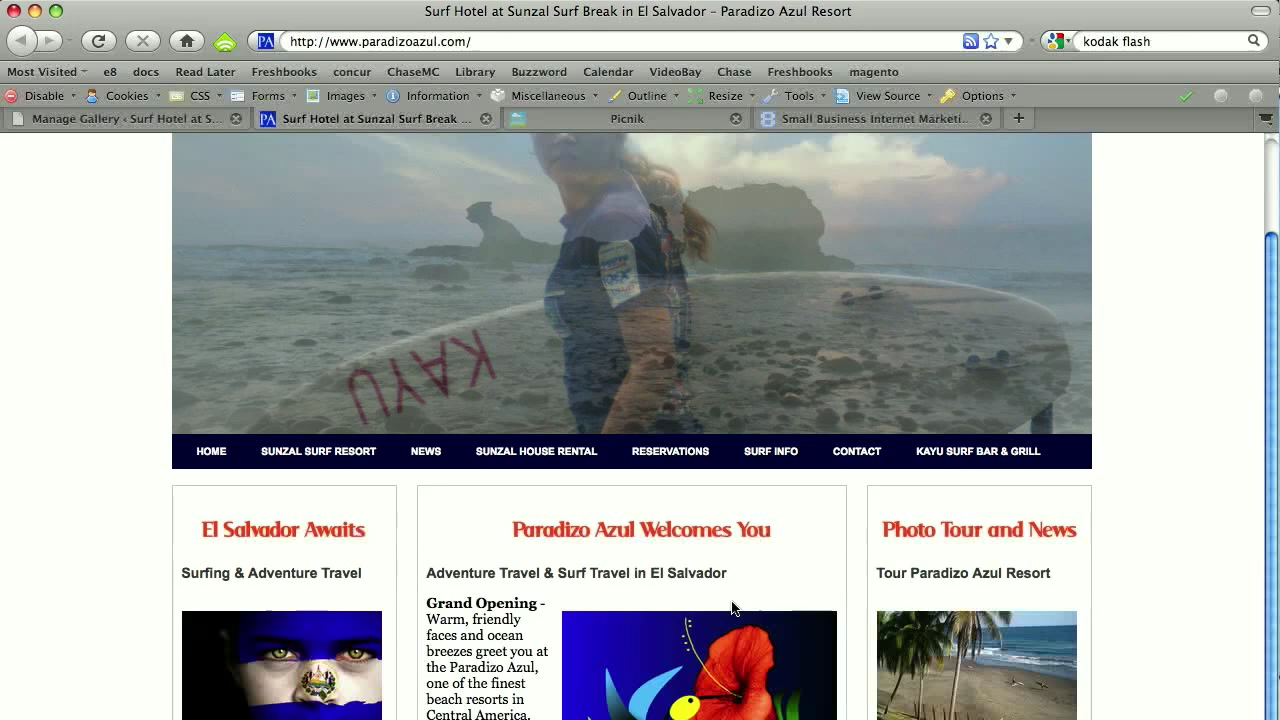 Surf Hotel at Sunzal Surf Break in El Salvador – Paradizo Azul Resort
PA http://www.paradizoazul.com/ kodak flash
Most Visited e8 docs Read Later Freshbooks concur ChaseMC Library Buzzword Calendar VideoBay Chase Freshbooks magento
Disable Cookies CSS Forms Images Information Miscellaneous Outline Resize Tools View Source Options
Manage Gallery ‹ Surf Hotel at S... PA Surf Hotel at Sunzal Surf Break ... Picnik Small Business Internet Marketi...
KAYU
HOME SUNZAL SURF RESORT NEWS SUNZAL HOUSE RENTAL RESERVATIONS SURF INFO CONTACT KAYU SURF BAR & GRILL
El Salvador Awaits
Surfing & Adventure Travel
Paradizo Azul Welcomes You
Adventure Travel & Surf Travel in El Salvador
Grand Opening -
Warm, friendly
faces and ocean
breezes greet you at
the Paradizo Azul,
one of the finest
beach resorts in
Central America.
Photo Tour and News
Tour Paradizo Azul Resort